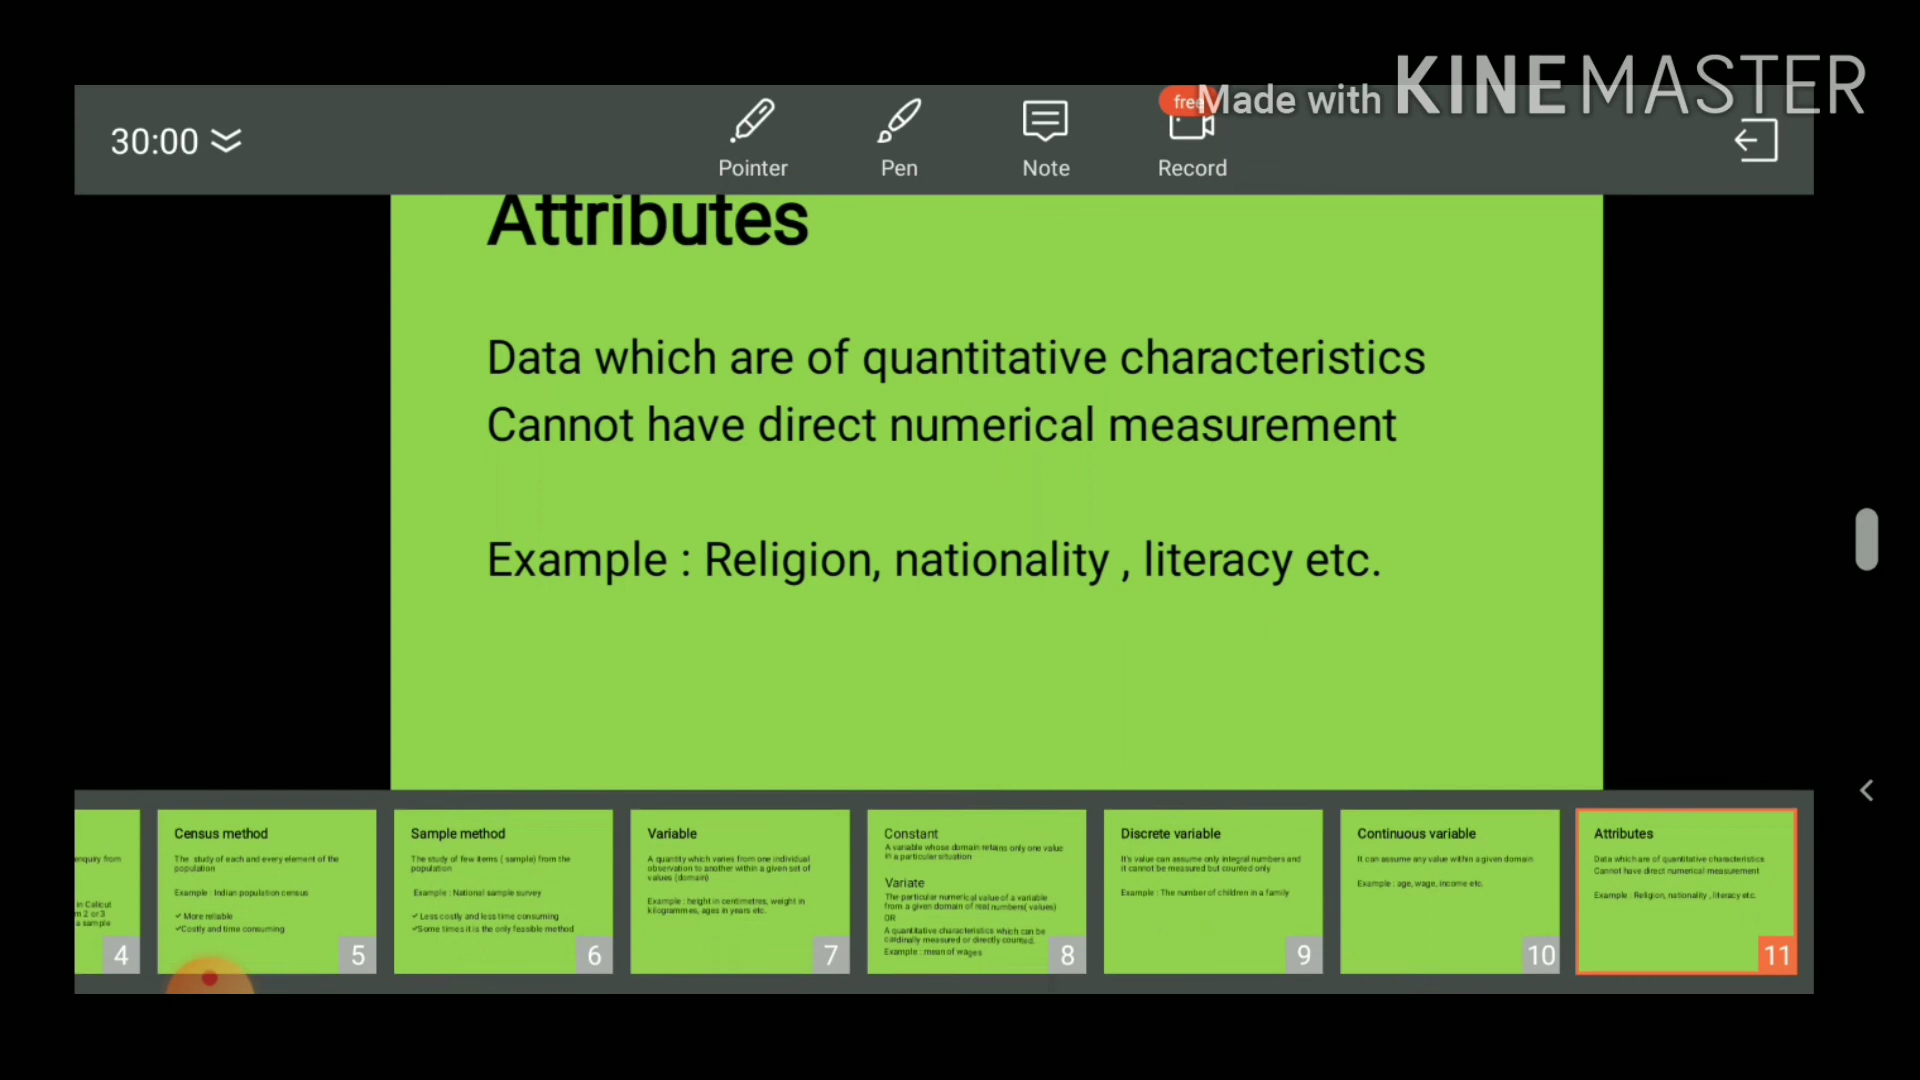 Made with KINEMASTER
30:00
free
Pointer
Pen
Note
Record
Attributes
Data which are of quantitative characteristics
Cannot have direct numerical measurement
Example : Religion, nationality , literacy etc.
enquiry from
in Calicut
2 or 3
a sample
4
Census method
The study of each and every element of the
population
Example : Indian population census
✓ More reliable
✓Costly and time consuming
5
Sample method
The study of few items ( sample) from the
population
Example : National sample survey
✓ Less costly and less time consuming
✓Some times it is the only feasible method
6
Variable
A quantity which varies from one individual
observation to another within a given set of
values (domain)
Example : height in centimetres, weight in
kilogrammes, ages in years etc.
7
Constant
A variable whose domain retains only one value
in a particular situation
Variate
The particular numerical value of a variable
from a given domain of real numbers( values)
OR
A quantitative characteristics which can be
cardinally measured or directly counted.
Example : mean of wages
8
Discrete variable
It's value can assume only integral numbers and
it cannot be measured but counted only
Example : The number of children in a family
9
Continuous variable
It can assume any value within a given domain
Example : age, wage, income etc.
10
Attributes
Data which are of quantitative characteristics
Cannot have direct numerical measurement
Example : Religion, nationality , literacy etc.
11